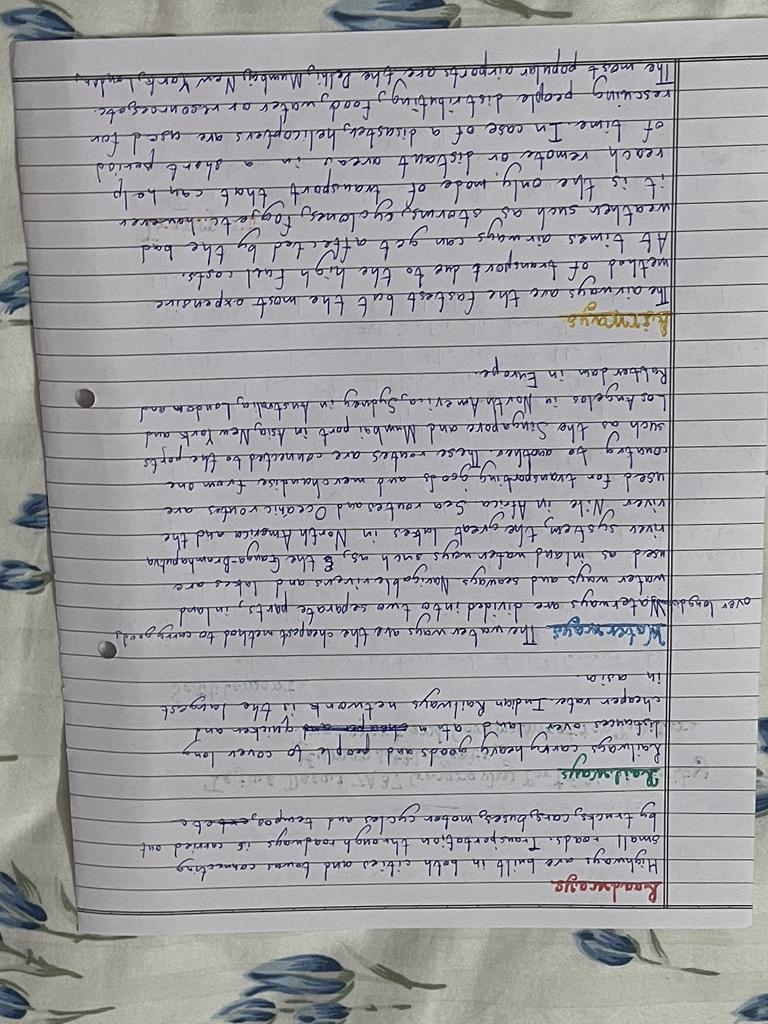 Roadways
Highways are built in both cities and towns connecting
small roads. Transportation through roadways is carried out
by trucks, cars, buses, motor cycles and tempos, etc
Railways
Railways carry heavy goods and people to cover long
distances over land at a cheaper and quicker and
cheaper rate. Indian Railways network is the largest
in asia.
Waterways The water ways are the cheapest method to carry goods
over long
Waterways are divided into two separate parts, inland
water ways and seaways. Navigable rivers and lakes are
used as inland water ways such as, & the Ganga-Bramhaputra
river system, the great lakes in North America and the
river Nile in Africa Sea routes and Oceanic routes are
used for transporting goods and merchandise from one
country to another. These routes are connected to the ports
such as the Singapore and Mumbai port in Asia, New York and
Los Angelos in North America, Sydney in Australia, London and
Rotterdam in Europe.
Airways
The airways are the fastest but the most expensive
method of transport due to the high fuel costs.
At times airways can get affected by the bad
weather such as storms, cyclones, fog, etc. however
it is the only mode of transport that can help
reach remote or distant areas in a short period
of time. In case of a disaster, helicopters are used for
rescuing people distributing, food, water or resources, etc.
The most popular airports are the Delhi, Mumbai, New York, London,